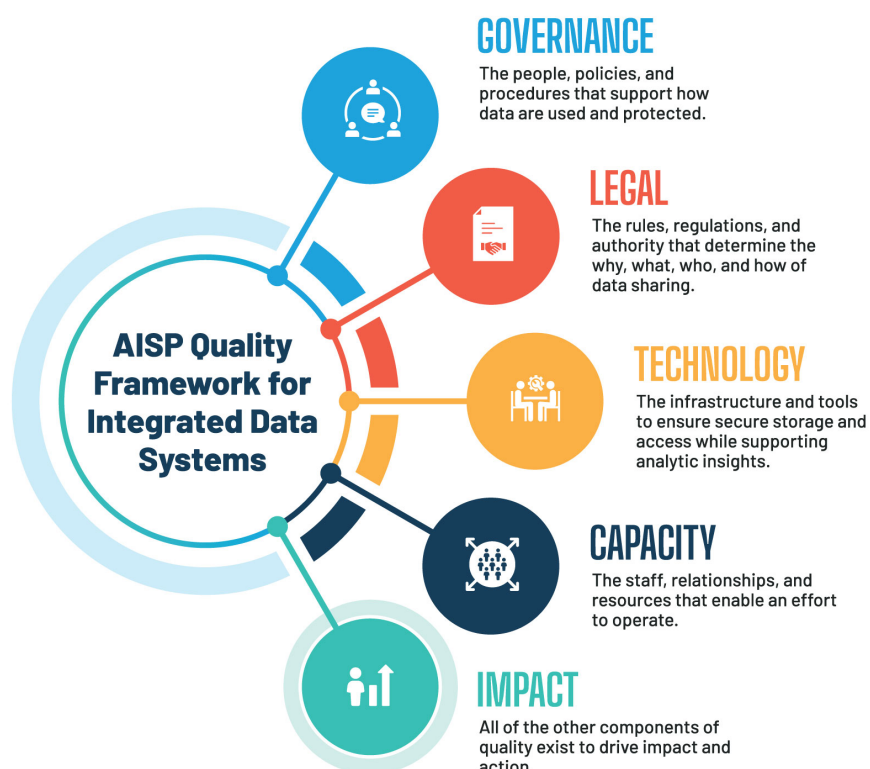 GOVERNANCE
The people, policies, and
procedures that support how
data are used and protected.
LEGAL
The rules, regulations, and
authority that determine the
why, what, who, and how of
data sharing.
AISP Quality
Framework for
Integrated Data
Systems
TECHNOLOGY
The infrastructure and tools
to ensure secure storage and
access while supporting
analytic insights.
CAPACITY
The staff, relationships, and
resources that enable an effort
to operate.
IMPACT
All of the other components of
quality exist to drive impact and
action